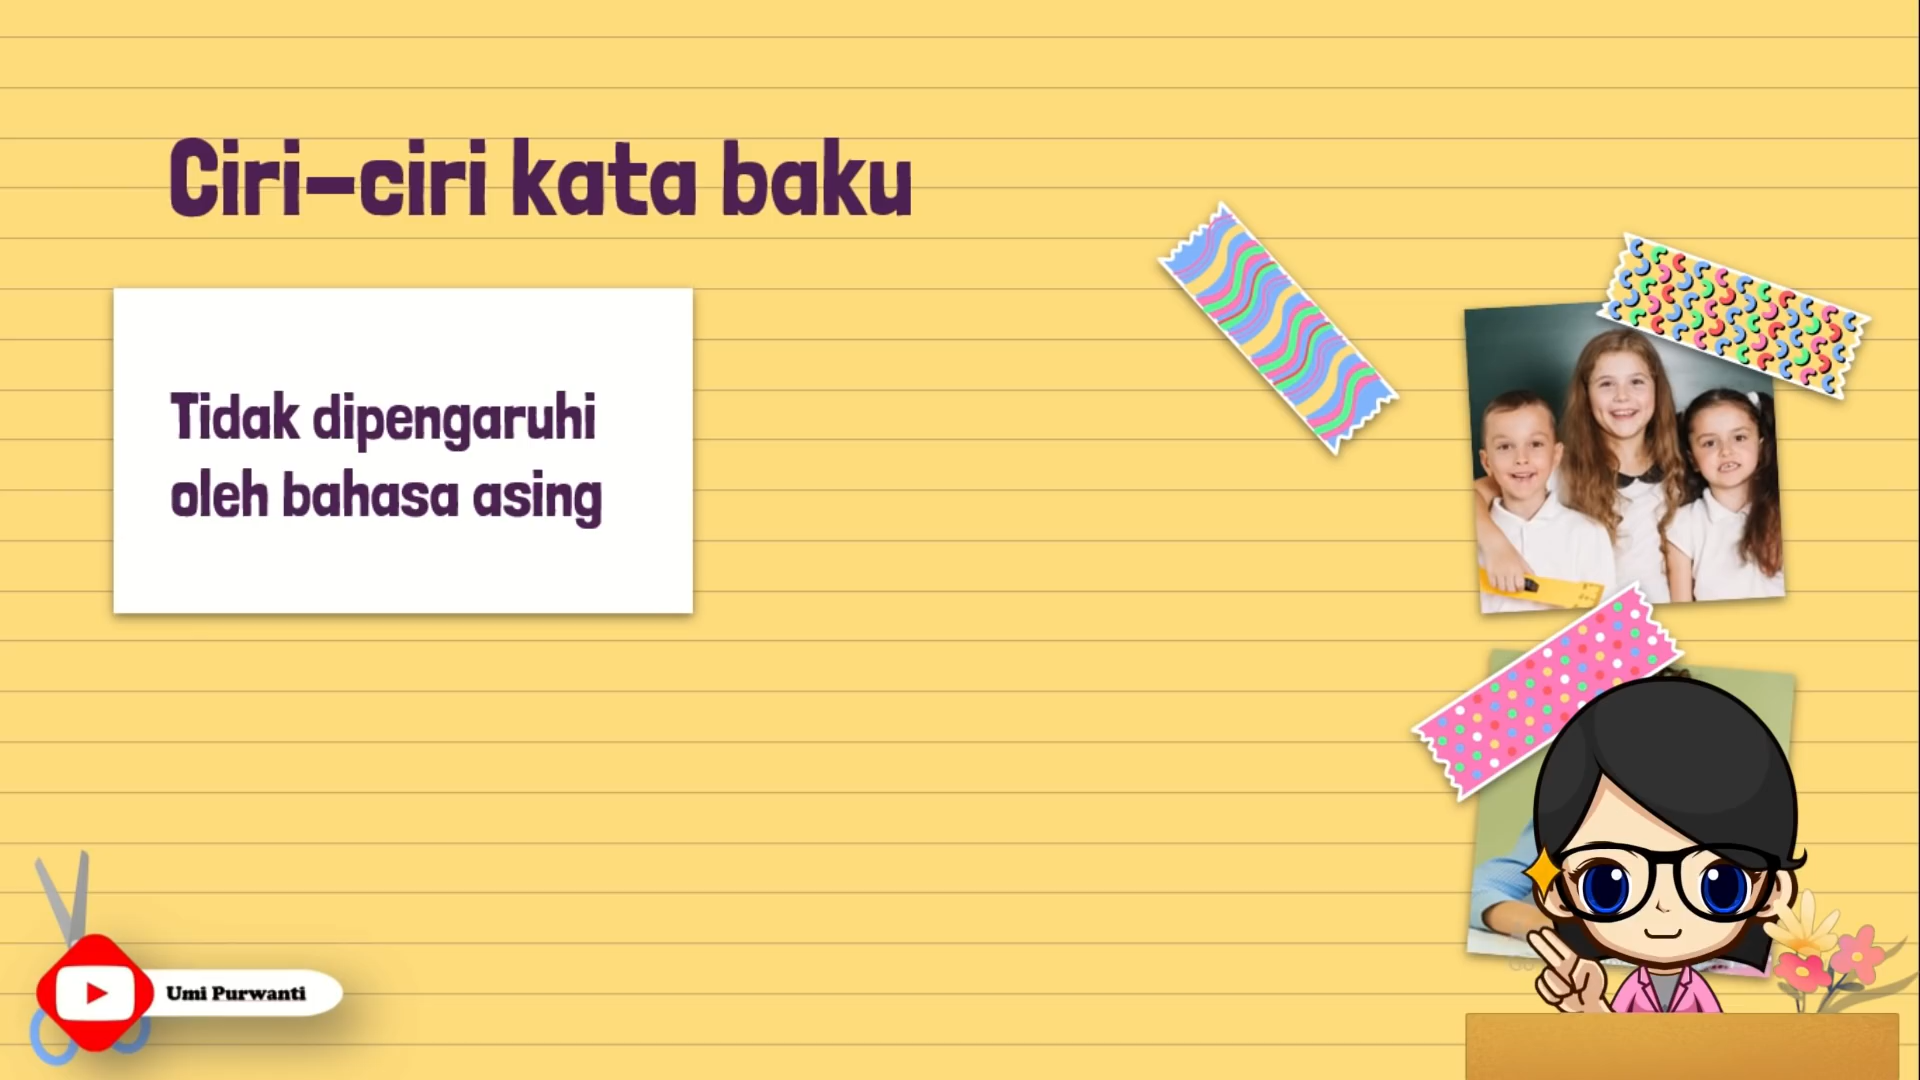 Ciri-ciri kata baku
Tidak dipengaruhi
oleh bahasa asing
Umi Purwanti